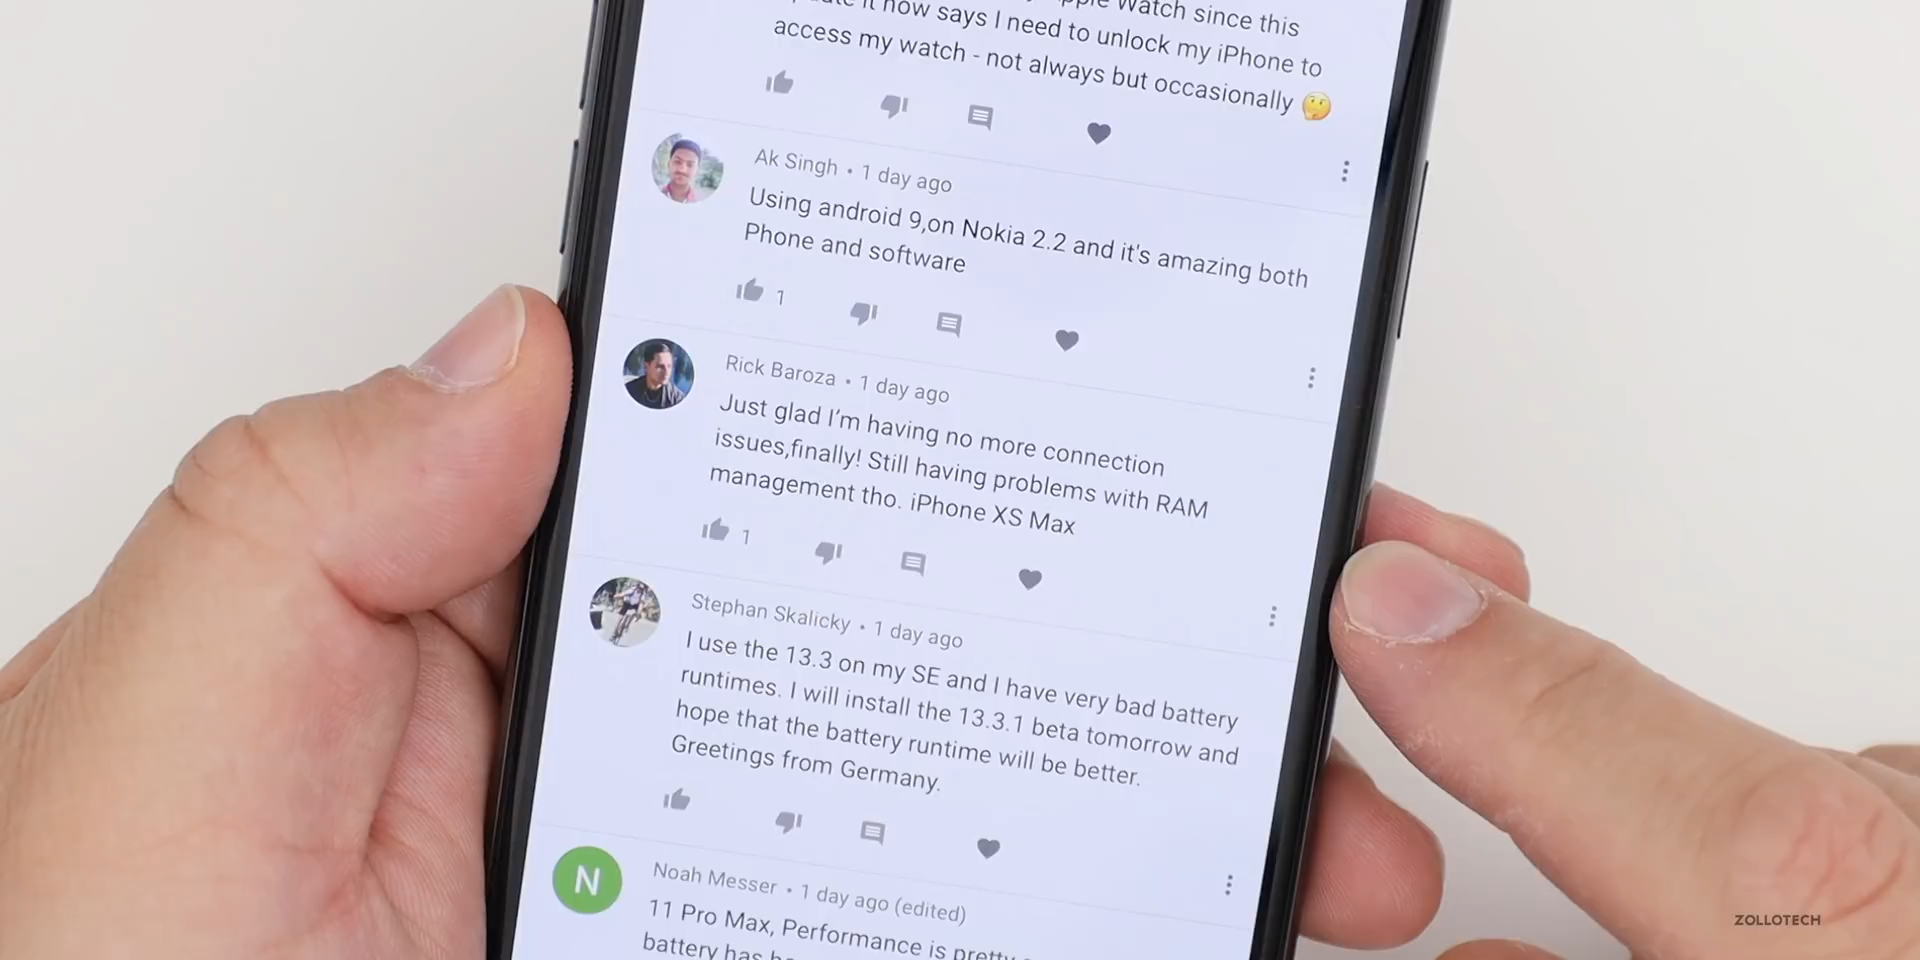 Watch since this
it now says I need to unlock my iPhone to
access my watch - not always but occasionally 🤔
Ak Singh • 1 day ago
Using android 9,on Nokia 2.2 and it's amazing both
Phone and software
1
Rick Baroza • 1 day ago
Just glad I'm having no more connection
issues,finally! Still having problems with RAM
management tho. iPhone XS Max
1
Stephan Skalicky • 1 day ago
I use the 13.3 on my SE and I have very bad battery
runtimes. I will install the 13.3.1 beta tomorrow and
hope that the battery runtime will be better.
Greetings from Germany.
N
Noah Messer • 1 day ago (edited)
11 Pro Max, Performance is pretty
battery has
ZOLLOTECH